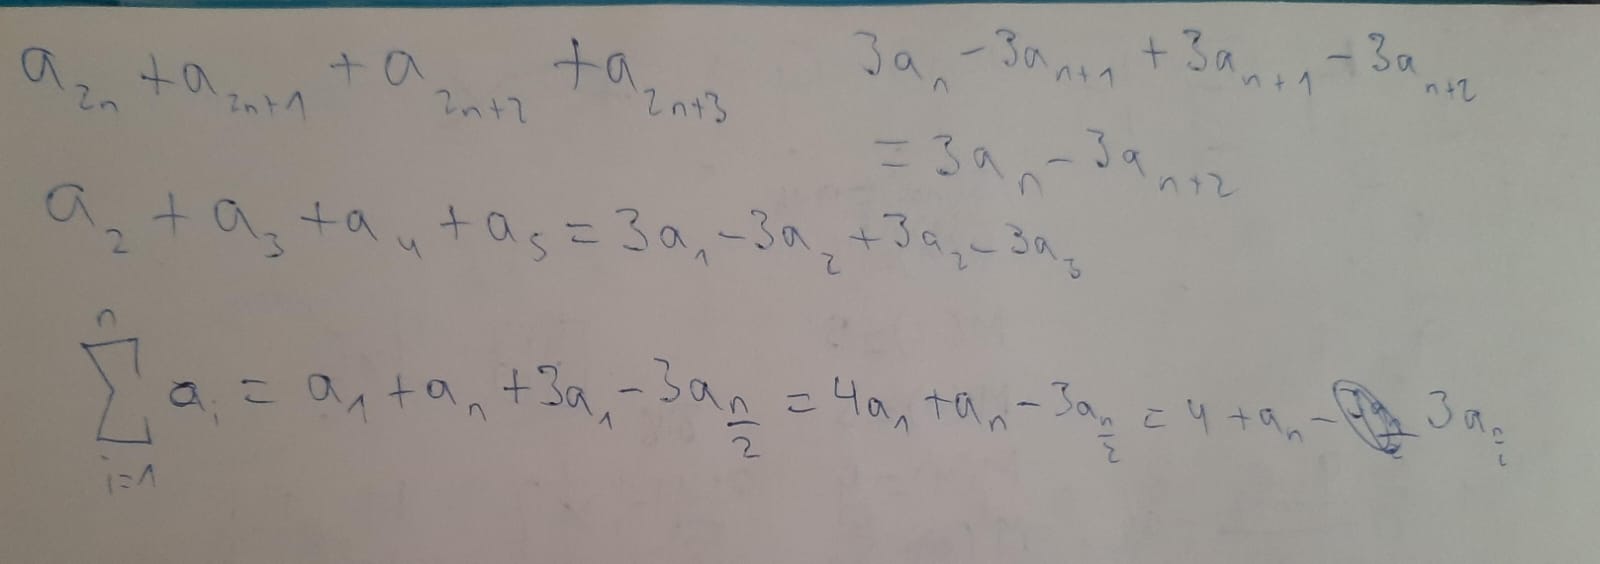 a_{2n} + a_{2n+1} + a_{2n+2} + a_{2n+3}
3a_n - 3a_{n+1} + 3a_{n+1} - 3a_{n+2}
= 3a_n - 3a_{n+2}
a_2 + a_3 + a_4 + a_5 = 3a_1 - 3a_2 + 3a_2 - 3a_3
\sum_{i=1}^{n} a_i = a_1 + a_n + 3a_1 - 3a_{\frac{n}{2}} = 4a_1 + a_n - 3a_{\frac{n}{2}} = 4 + a_n - 3a_{\frac{n}{2}}